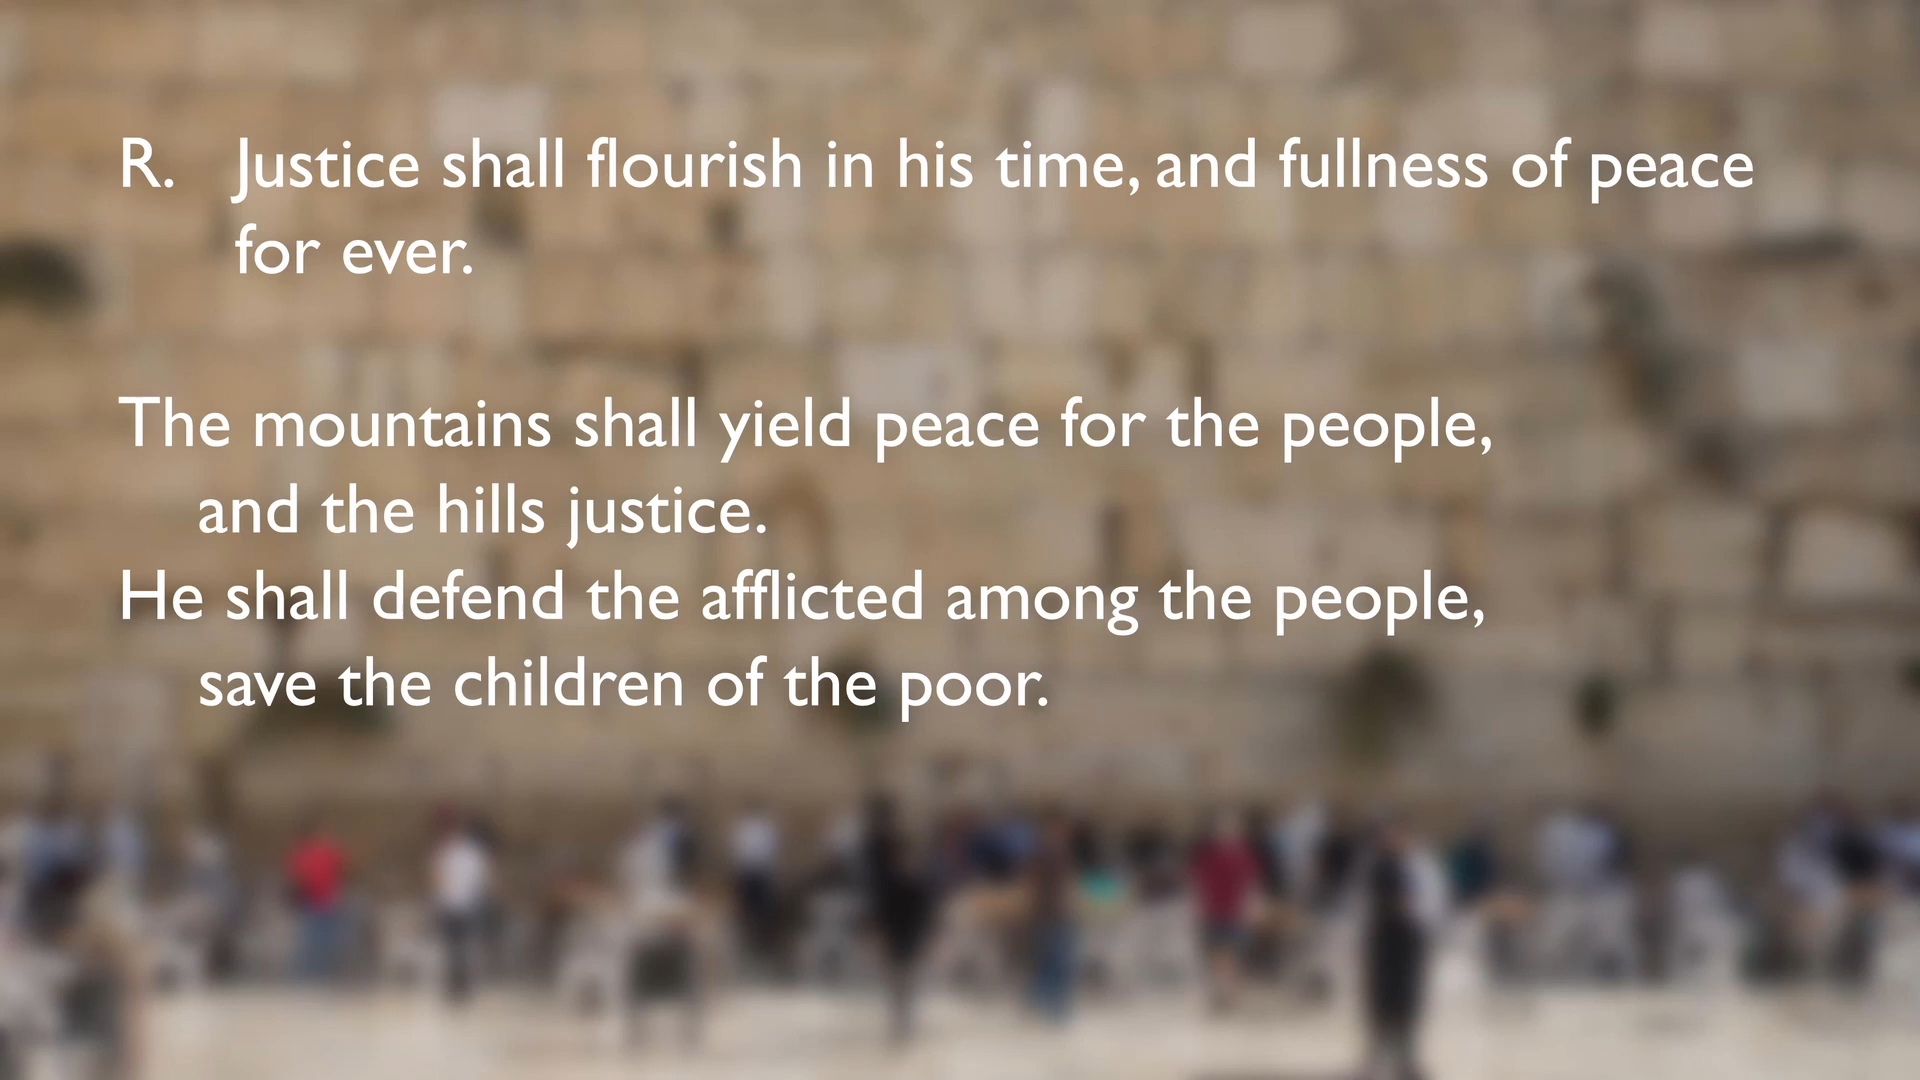 R. Justice shall flourish in his time, and fullness of peace
for ever.
The mountains shall yield peace for the people,
and the hills justice.
He shall defend the afflicted among the people,
save the children of the poor.